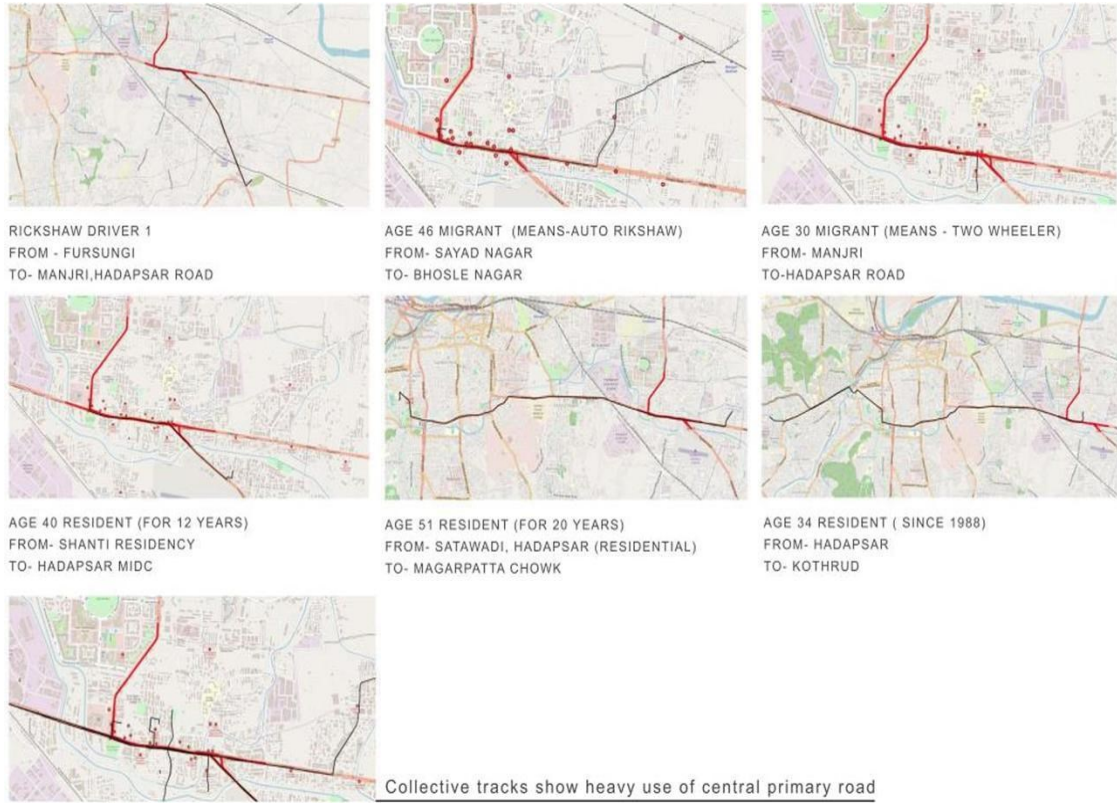 RICKSHAW DRIVER 1
FROM - FURSUNGI
TO- MANJRI,HADAPSAR ROAD
AGE 46 MIGRANT (MEANS-AUTO RIKSHAW)
FROM- SAYAD NAGAR
TO- BHOSLE NAGAR
AGE 30 MIGRANT (MEANS - TWO WHEELER)
FROM- MANJRI
TO-HADAPSAR ROAD
AGE 40 RESIDENT (FOR 12 YEARS)
FROM- SHANTI RESIDENCY
TO- HADAPSAR MIDC
AGE 51 RESIDENT (FOR 20 YEARS)
FROM- SATAWADI, HADAPSAR (RESIDENTIAL)
TO- MAGARPATTA CHOWK
AGE 34 RESIDENT ( SINCE 1988)
FROM- HADAPSAR
TO- KOTHRUD
Collective tracks show heavy use of central primary road